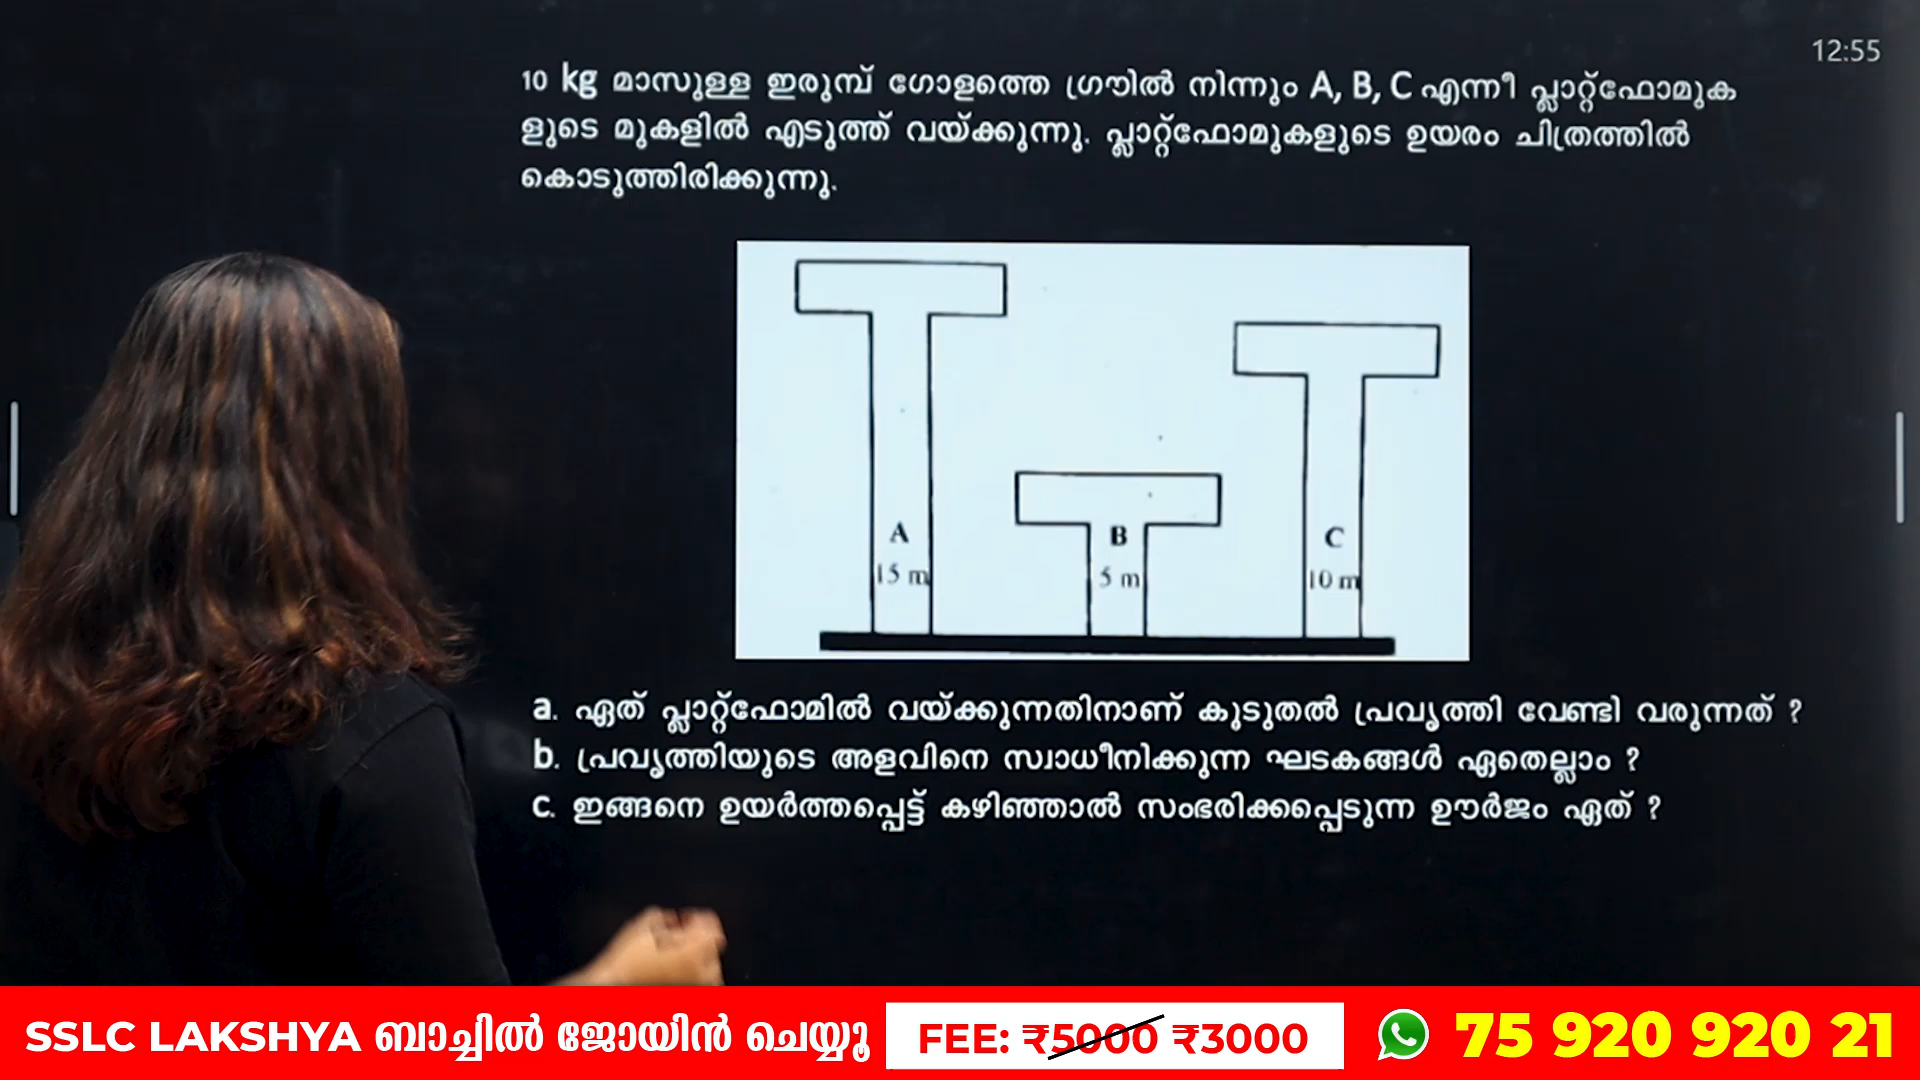 12:55
10 kg മാസുള്ള ഇരുമ്പ് ഗോളത്തെ ഗ്രൗിൽ നിന്നും A, B, C എന്നീ പ്ലാറ്റ്ഫോമുക
ളുടെ മുകളിൽ എടുത്ത് വയ്ക്കുന്നു. പ്ലാറ്റ്ഫോമുകളുടെ ഉയരം ചിത്രത്തിൽ
കൊടുത്തിരിക്കുന്നു.
A
15 m
B
5 m
C
10 m
a. ഏത് പ്ലാറ്റ്ഫോമിൽ വയ്ക്കുന്നതിനാണ് കൂടുതൽ പ്രവൃത്തി വേണ്ടി വരുന്നത് ?
b. പ്രവൃത്തിയുടെ അളവിനെ സ്വാധീനിക്കുന്ന ഘടകങ്ങൾ ഏതെല്ലാം ?
c. ഇങ്ങനെ ഉയർത്തപ്പെട്ട് കഴിഞ്ഞാൽ സംഭരിക്കപ്പെടുന്ന ഊർജം ഏത് ?
SSLC LAKSHYA ബാച്ചിൽ ജോയിൻ ചെയ്യൂ
FEE: ₹5000 ₹3000
75 920 920 21